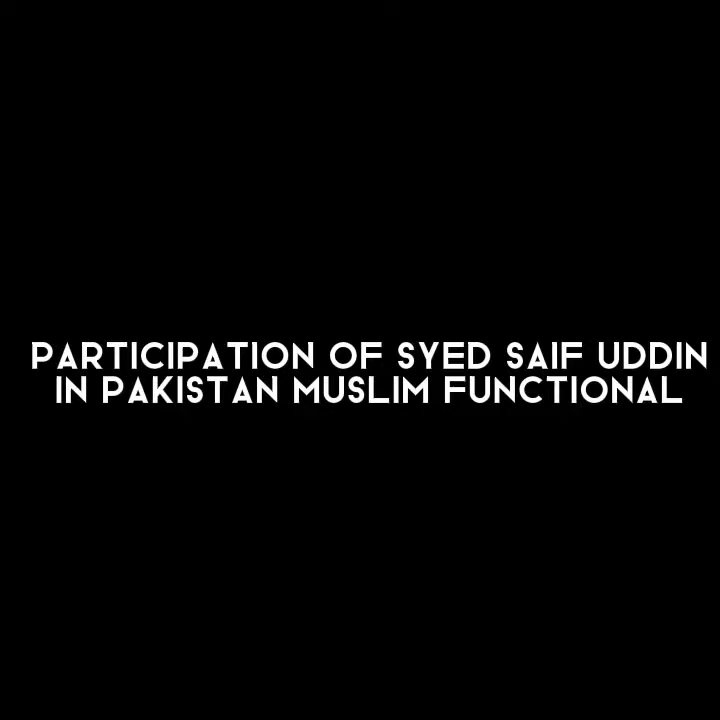 PARTICIPATION OF SYED SAIF UDDIN
IN PAKISTAN MUSLIM FUNCTIONAL